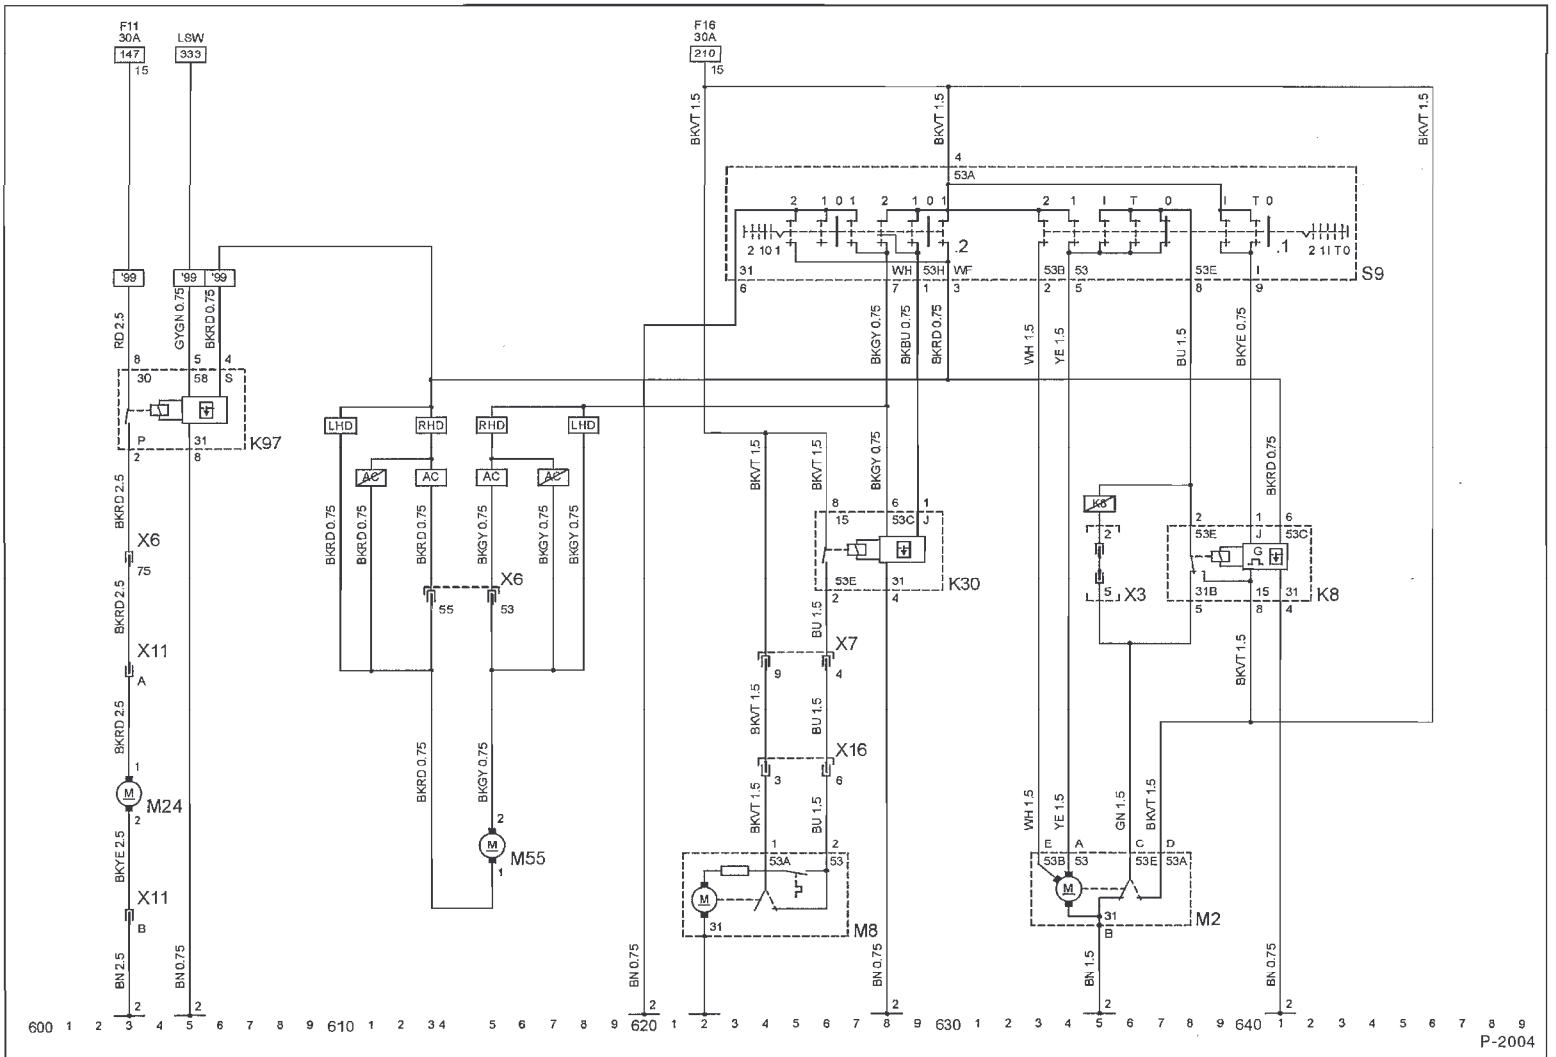 F11
30A
147
15
LSW
333
F16
30A
210
15
BKVT 1.5
BKVT 1.5
BKVT 1.5
4
53A
2 1 0 1 2 1 0 1 2 1 I T 0 I T 0
2 10 1
.2
.1
2 1I T 0
31 WH 53H WF 53B 53 53E I
S9
6 7 1 3 2 5 8 9
'99 '99 '99
RD 2.5
GYGN 0.75
BKRD 0.75
BKGY 0.75
BKBU 0.75
BKRD 0.75
WH 1.5
YE 1.5
BU 1.5
BKYE 0.75
8 5 4
30 58 S
P 31
K97
2 8
LHD RHD RHD LHD
AC AC AC AC
BKRD 2.5
BKRD 0.75
BKRD 0.75
BKRD 0.75
BKGY 0.75
BKGY 0.75
BKGY 0.75
BKVT 1.5
BKVT 1.5
BKGY 0.75
BKRD 0.75
X6
75
8 6 1
15 53C J
53E 31
K30
2 4
K8
2
5
X3
2 1 6
53E J 53C
G
31B 15 31
K8
5 8 4
X6
55 53
BKRD 2.5
BU 1.5
X11
A
X7
9 4
BKVT 1.5
BKRD 2.5
BKRD 0.75
BKGY 0.75
BKVT 1.5
BU 1.5
X16
3 6
1
M
M24
2
BKVT 1.5
BU 1.5
WH 1.5
YE 1.5
GN 1.5
BKVT 1.5
2
M
M55
1
BKYE 2.5
1 2
53A 53
M
31
M8
E A C D
53B 53 53E 53A
M
31
M2
B
X11
B
BN 2.5
BN 0.75
BN 0.75
BN 0.75
BN 1.5
BN 0.75
2 2 2 2 2 2
600 1 2 3 4 5 6 7 8 9 610 1 2 3 4 5 6 7 8 9 620 1 2 3 4 5 6 7 8 9 630 1 2 3 4 5 6 7 8 9 640 1 2 3 4 5 6 7 8 9
P-2004